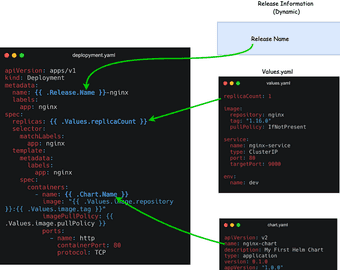 Release Information
(Dynamic)
Release Name
deplopyment.yaml
apiVersion: apps/v1
kind: Deployment
metadata:
name: {{ .Release.Name }}-nginx
labels:
app: nginx
spec:
replicas: {{ .Values.replicaCount }}
selector:
matchLabels:
app: nginx
template:
metadata:
labels:
app: nginx
spec:
containers:
- name: {{ .Chart.Name }}
image: "{{ .Values.image.repository
}}:{{ .Values.image.tag }}"
imagePullPolicy: {{
.Values.image.pullPolicy }}
ports:
- name: http
containerPort: 80
protocol: TCP
Values.yaml
values.yaml
replicaCount: 1
image:
repository: nginx
tag: "1.16.0"
pullPolicy: IfNotPresent
service:
name: nginx-service
type: ClusterIP
port: 80
targetPort: 9000
env:
name: dev
chart.yaml
apiVersion: v2
name: nginx-chart
description: My First Helm Chart
type: application
version: 0.1.0
appVersion: "1.0.0"